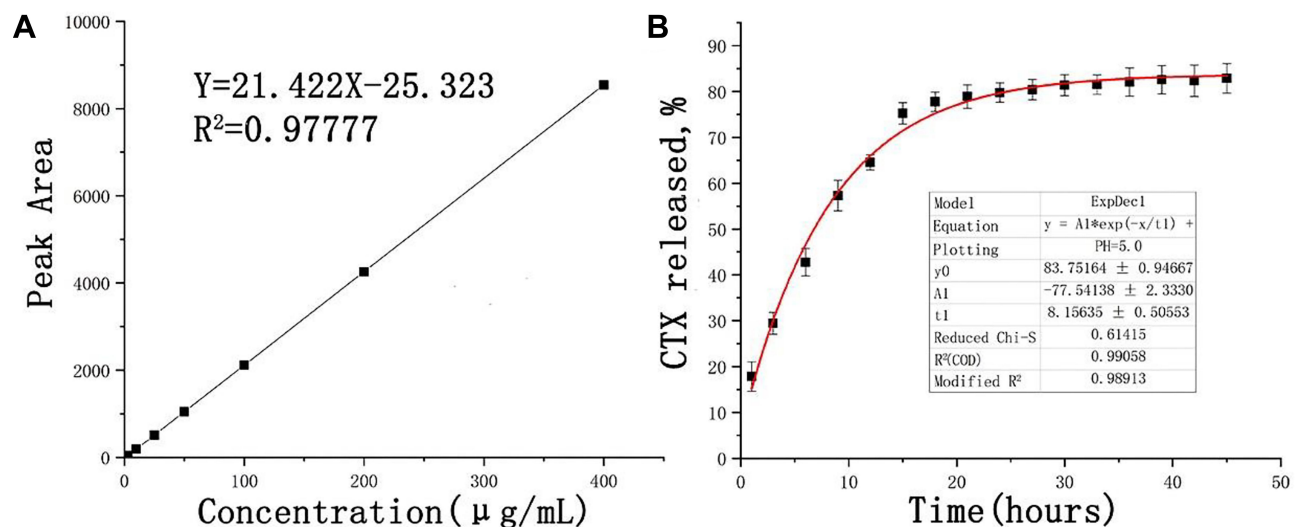 A
10000
8000
6000
4000
2000
0
Peak Area
Y=21.422X-25.323
R²=0.97777
0 100 200 300 400
Concentration(μg/mL)
B
90
80
70
60
50
40
30
20
10
0
CTX released,%
Model ExpDec1
Equation y = A1*exp(-x/t1) +
Plotting PH=5.0
y0 83.75164 ± 0.94667
A1 -77.54138 ± 2.3330
t1 8.15635 ± 0.50553
Reduced Chi-S 0.61415
R²(COD) 0.99058
Modified R² 0.98913
0 10 20 30 40 50
Time(hours)